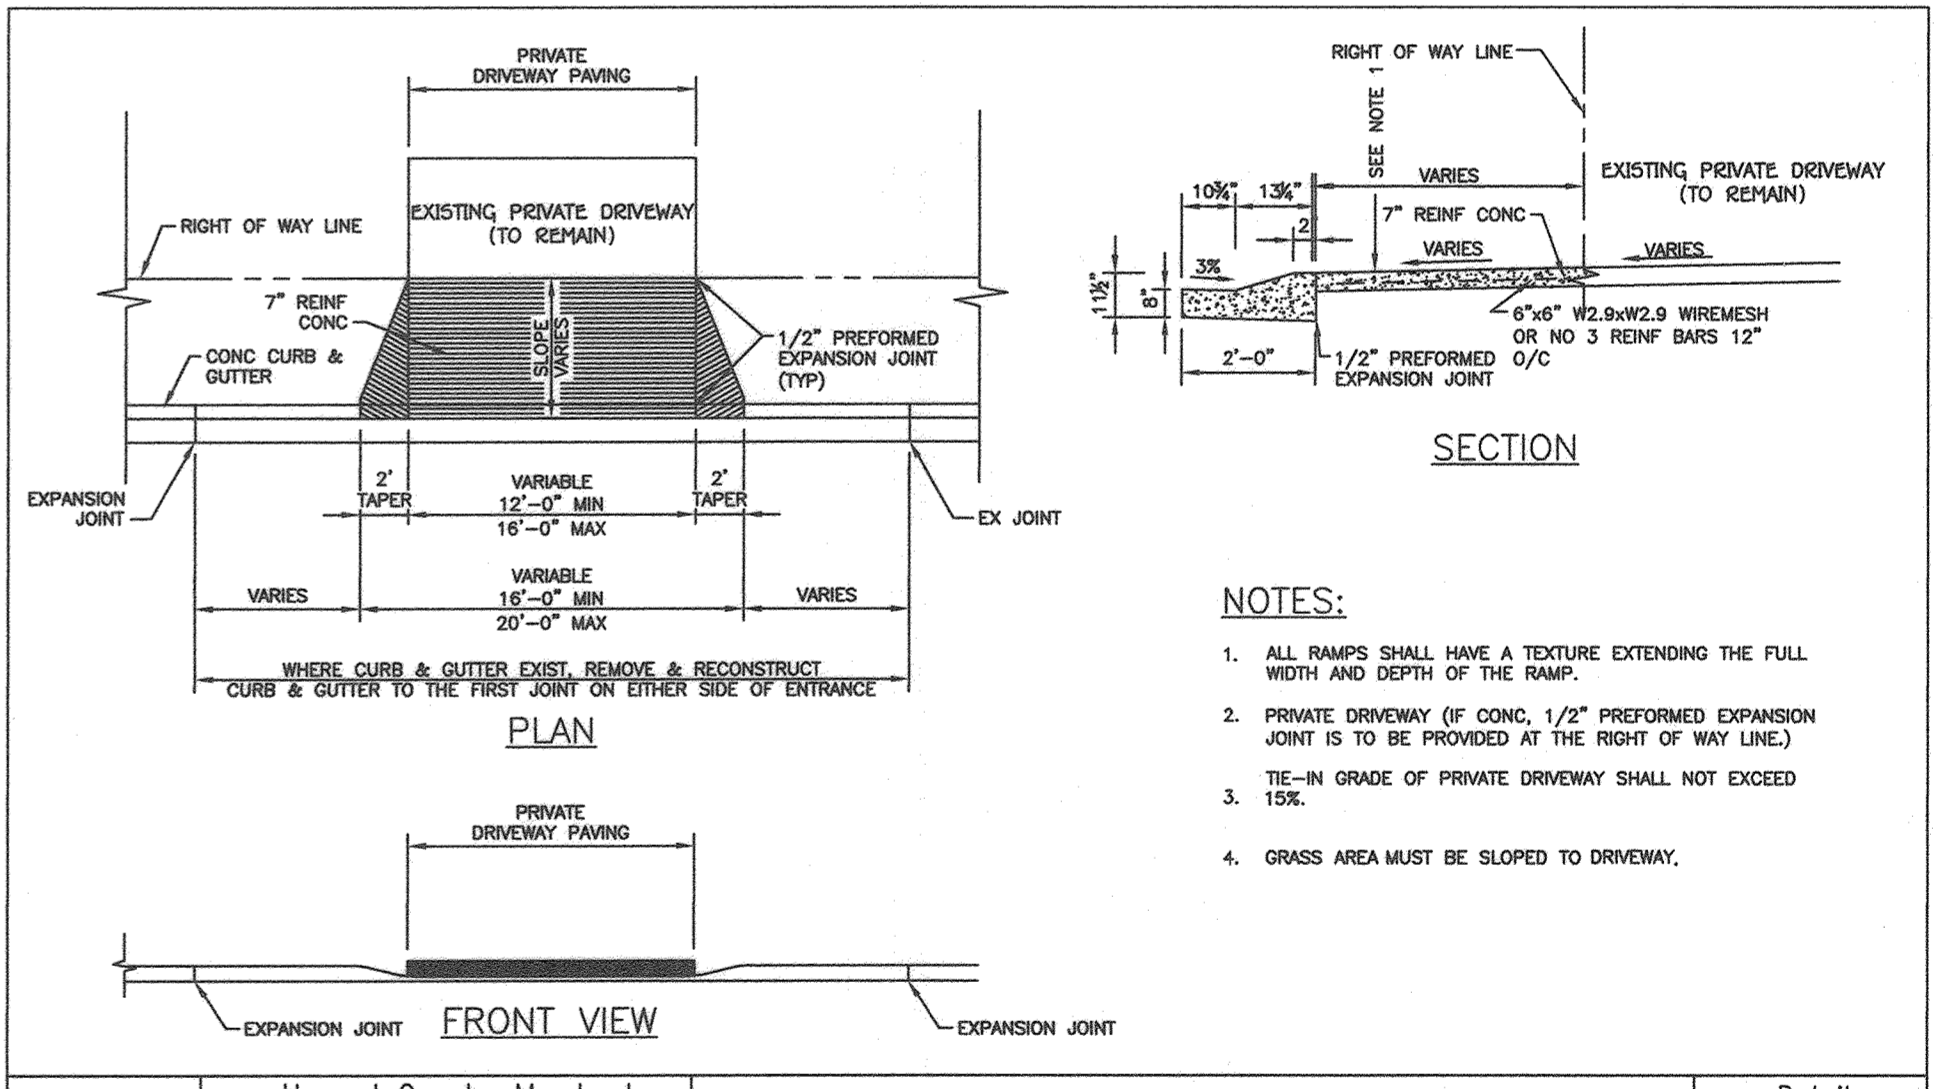 PRIVATE
DRIVEWAY PAVING
EXISTING PRIVATE DRIVEWAY
(TO REMAIN)
RIGHT OF WAY LINE
7" REINF
CONC
SLOPE
VARIES
1/2" PREFORMED
EXPANSION JOINT
(TYP)
CONC CURB &
GUTTER
EXPANSION
JOINT
2'
TAPER
VARIABLE
12'-0" MIN
16'-0" MAX
2'
TAPER
EX JOINT
VARIES
VARIABLE
16'-0" MIN
20'-0" MAX
VARIES
WHERE CURB & GUTTER EXIST, REMOVE & RECONSTRUCT
CURB & GUTTER TO THE FIRST JOINT ON EITHER SIDE OF ENTRANCE
PLAN
PRIVATE
DRIVEWAY PAVING
EXPANSION JOINT
FRONT VIEW
EXPANSION JOINT
RIGHT OF WAY LINE
SEE NOTE 1
VARIES
EXISTING PRIVATE DRIVEWAY
(TO REMAIN)
10¾"
13¼"
2
7" REINF CONC
VARIES
VARIES
3%
11½"
8"
6"x6" W2.9xW2.9 WIREMESH
OR NO 3 REINF BARS 12"
O/C
2'-0"
1/2" PREFORMED
EXPANSION JOINT
SECTION
NOTES:
1. ALL RAMPS SHALL HAVE A TEXTURE EXTENDING THE FULL
WIDTH AND DEPTH OF THE RAMP.
2. PRIVATE DRIVEWAY (IF CONC, 1/2" PREFORMED EXPANSION
JOINT IS TO BE PROVIDED AT THE RIGHT OF WAY LINE.)
TIE-IN GRADE OF PRIVATE DRIVEWAY SHALL NOT EXCEED
3. 15%.
4. GRASS AREA MUST BE SLOPED TO DRIVEWAY.